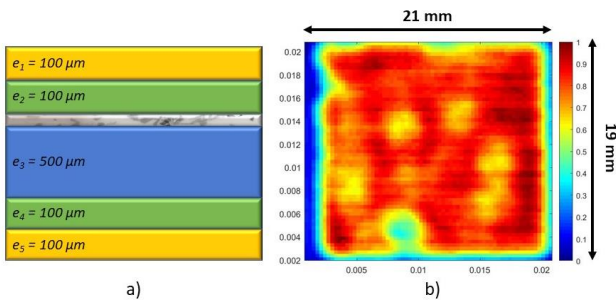 e1 = 100 µm
e2 = 100 µm
e3 = 500 µm
e4 = 100 µm
e5 = 100 µm
a)
21 mm
0.02
0.018
0.016
0.014
0.012
0.01
0.008
0.006
0.004
0.002
0.005
0.01
0.015
0.02
1
0.9
0.8
0.7
0.6
0.5
0.4
0.3
0.2
0.1
0
19 mm
b)